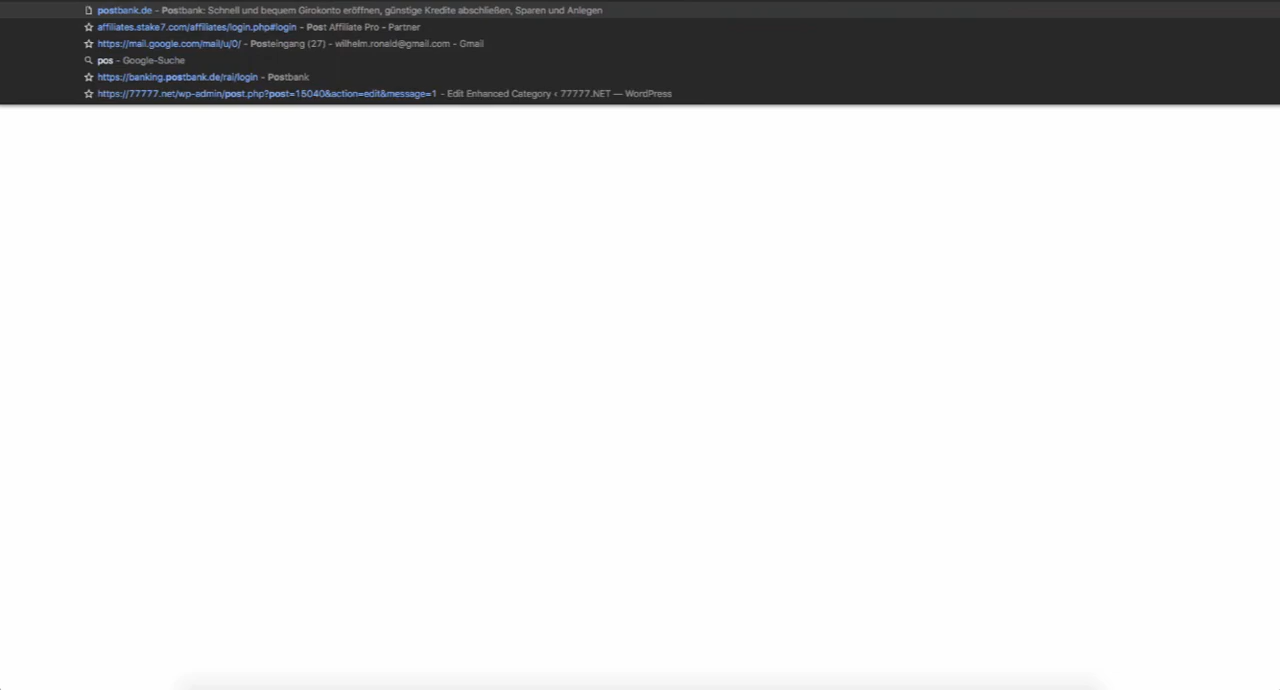 postbank.de - Postbank: Schnell und bequem Girokonto eröffnen, günstige Kredite abschließen, Sparen und Anlegen
affiliates.stake7.com/affiliates/login.php#login - Post Affiliate Pro - Partner
https://mail.google.com/mail/u/0/ - Posteingang (27) - wilhelm.ronald@gmail.com - Gmail
pos - Google-Suche
https://banking.postbank.de/rai/login - Postbank
https://77777.net/wp-admin/post.php?post=15040&action=edit&message=1 - Edit Enhanced Category ‹ 77777.NET — WordPress